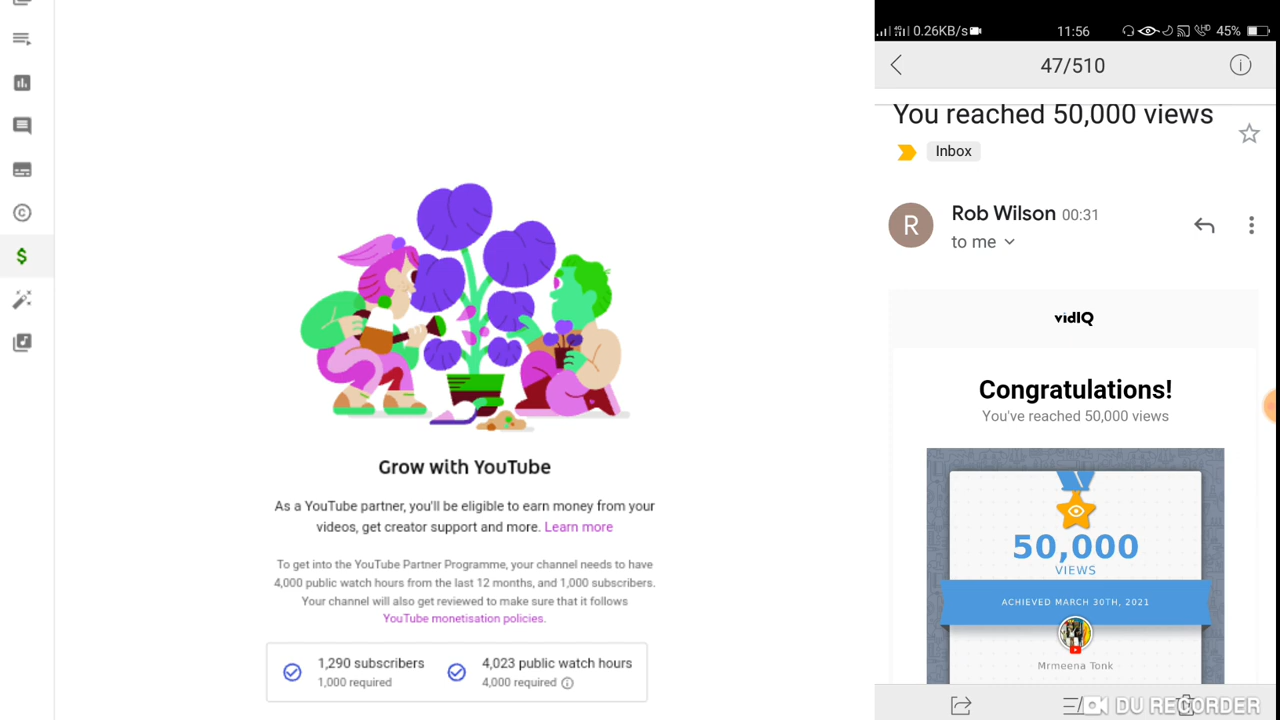 Grow with YouTube
As a YouTube partner, you'll be eligible to earn money from your
videos, get creator support and more. Learn more
To get into the YouTube Partner Programme, your channel needs to have
4,000 public watch hours from the last 12 months, and 1,000 subscribers.
Your channel will also get reviewed to make sure that it follows
YouTube monetisation policies.
1,290 subscribers
1,000 required
4,023 public watch hours
4,000 required
0.26KB/s
11:56
45%
47/510
You reached 50,000 views
Inbox
R
Rob Wilson 00:31
to me
vidIQ
Congratulations!
You've reached 50,000 views
50,000
VIEWS
ACHIEVED MARCH 30TH, 2021
Mrmeena Tonk
DU RECORDER